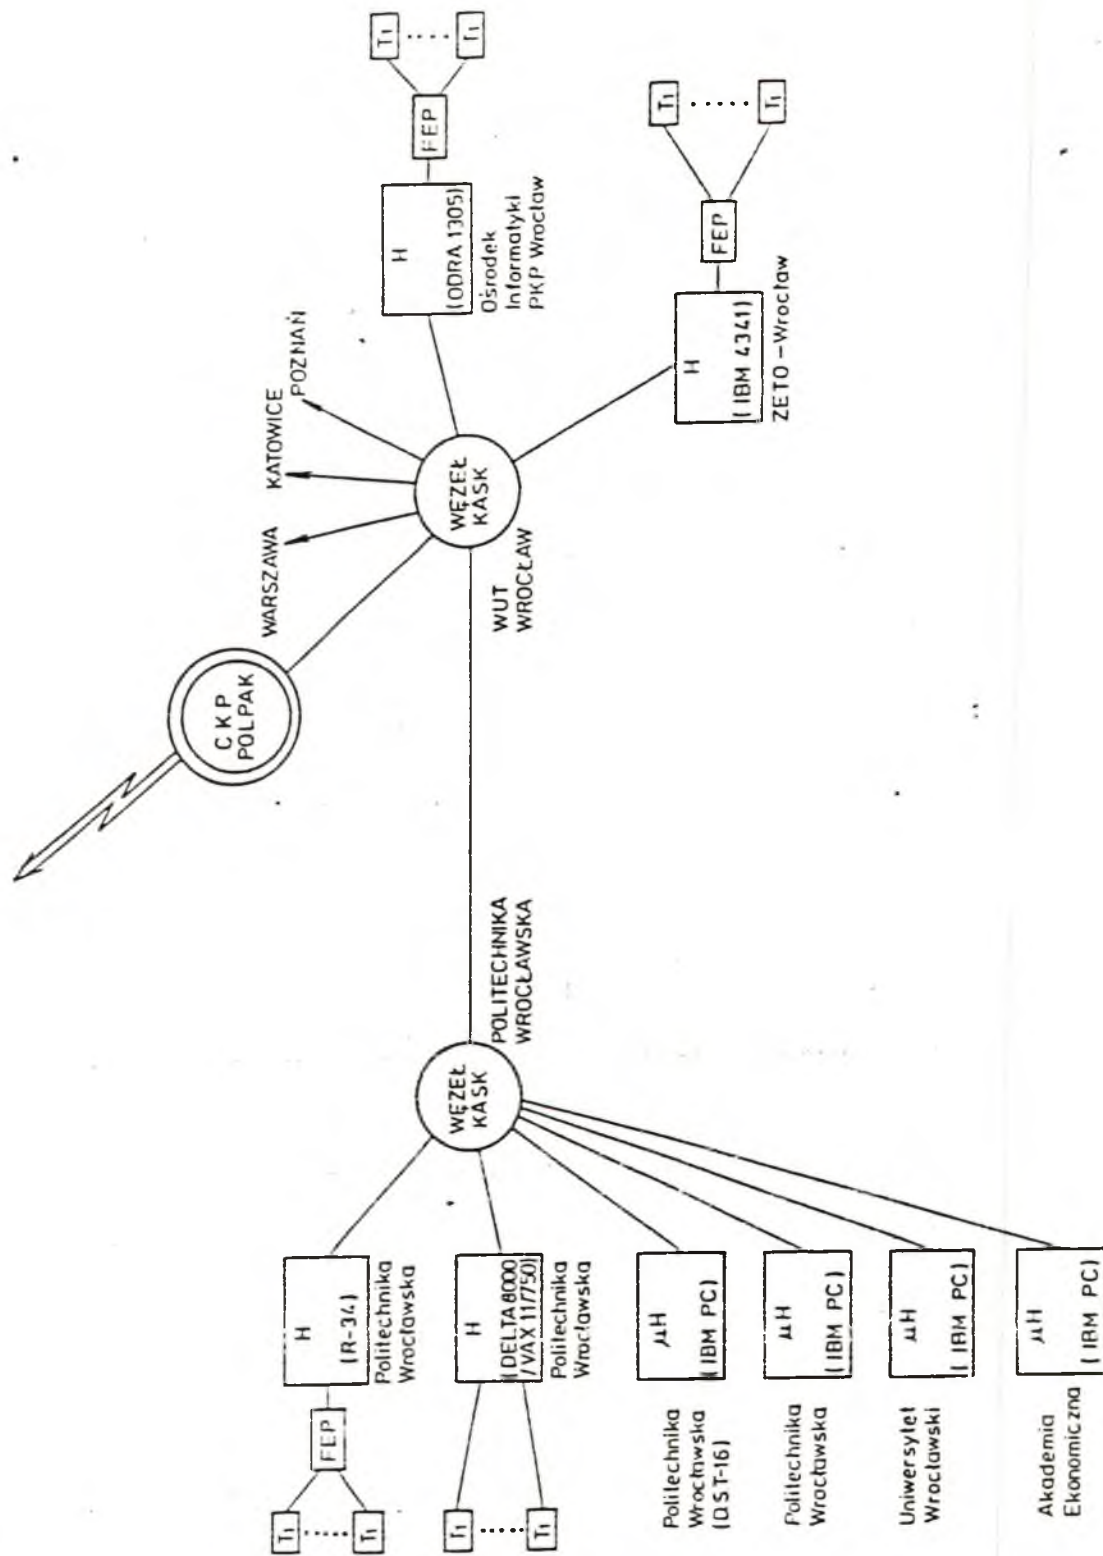 T1
T1
FEP
H
(R-34)
Politechnika
Wrocławska
T1
T1
H
(DELTA 8000
/VAX 11/750)
Politechnika
Wrocławska
µH
(IBM PC)
Politechnika
Wrocławska
(DST-16)
µH
(IBM PC)
Politechnika
Wrocławska
µH
(IBM PC)
Uniwersytet
Wrocławski
µH
(IBM PC)
Akademia
Ekonomiczna
WĘZEŁ
KASK
POLITECHNIKA
WROCŁAWSKA
CKP
POLPAK
WARSZAWA
KATOWICE
POZNAŃ
WĘZEŁ
KASK
WUT
WROCŁAW
H
(ODRA 1305)
Ośrodek
Informatyki
PKP Wrocław
FEP
T1
T1
H
(IBM 4341)
ZETO – Wrocław
FEP
T1
T1